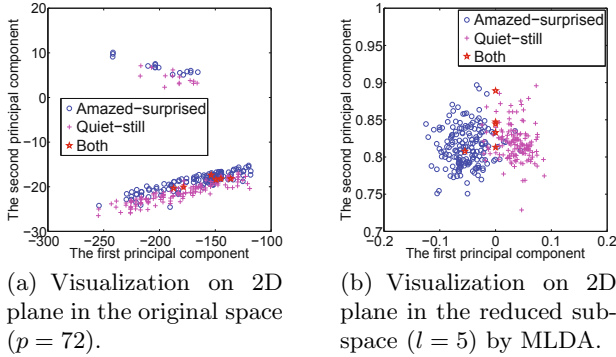 20
10
0
−10
−20
−30
−300
−250
−200
−150
−100
The first principal component
The second principal component
Amazed−surprised
Quiet−still
Both
(a) Visualization on 2D
plane in the original space
(p = 72).
1
0.95
0.9
0.85
0.8
0.75
0.7
−0.2
−0.1
0
0.1
0.2
The first principal component
The second principal component
Amazed−surprised
Quiet−still
Both
(b) Visualization on 2D
plane in the reduced sub-
space (l = 5) by MLDA.